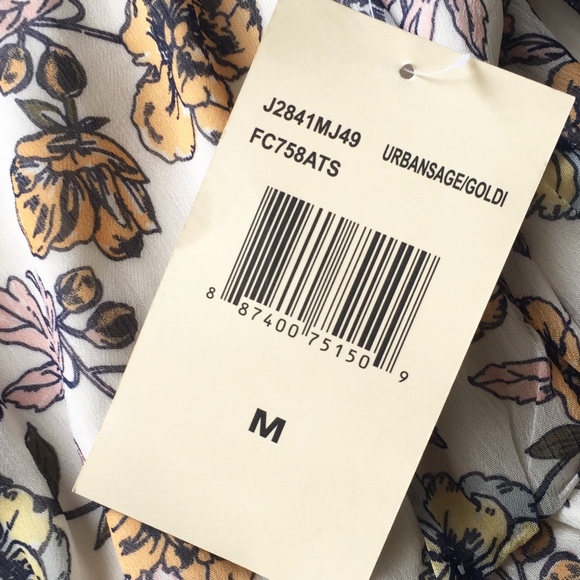 J2841MJ49
FC758ATS
URBANSAGE/GOLDI
8 87400 75150 9
M